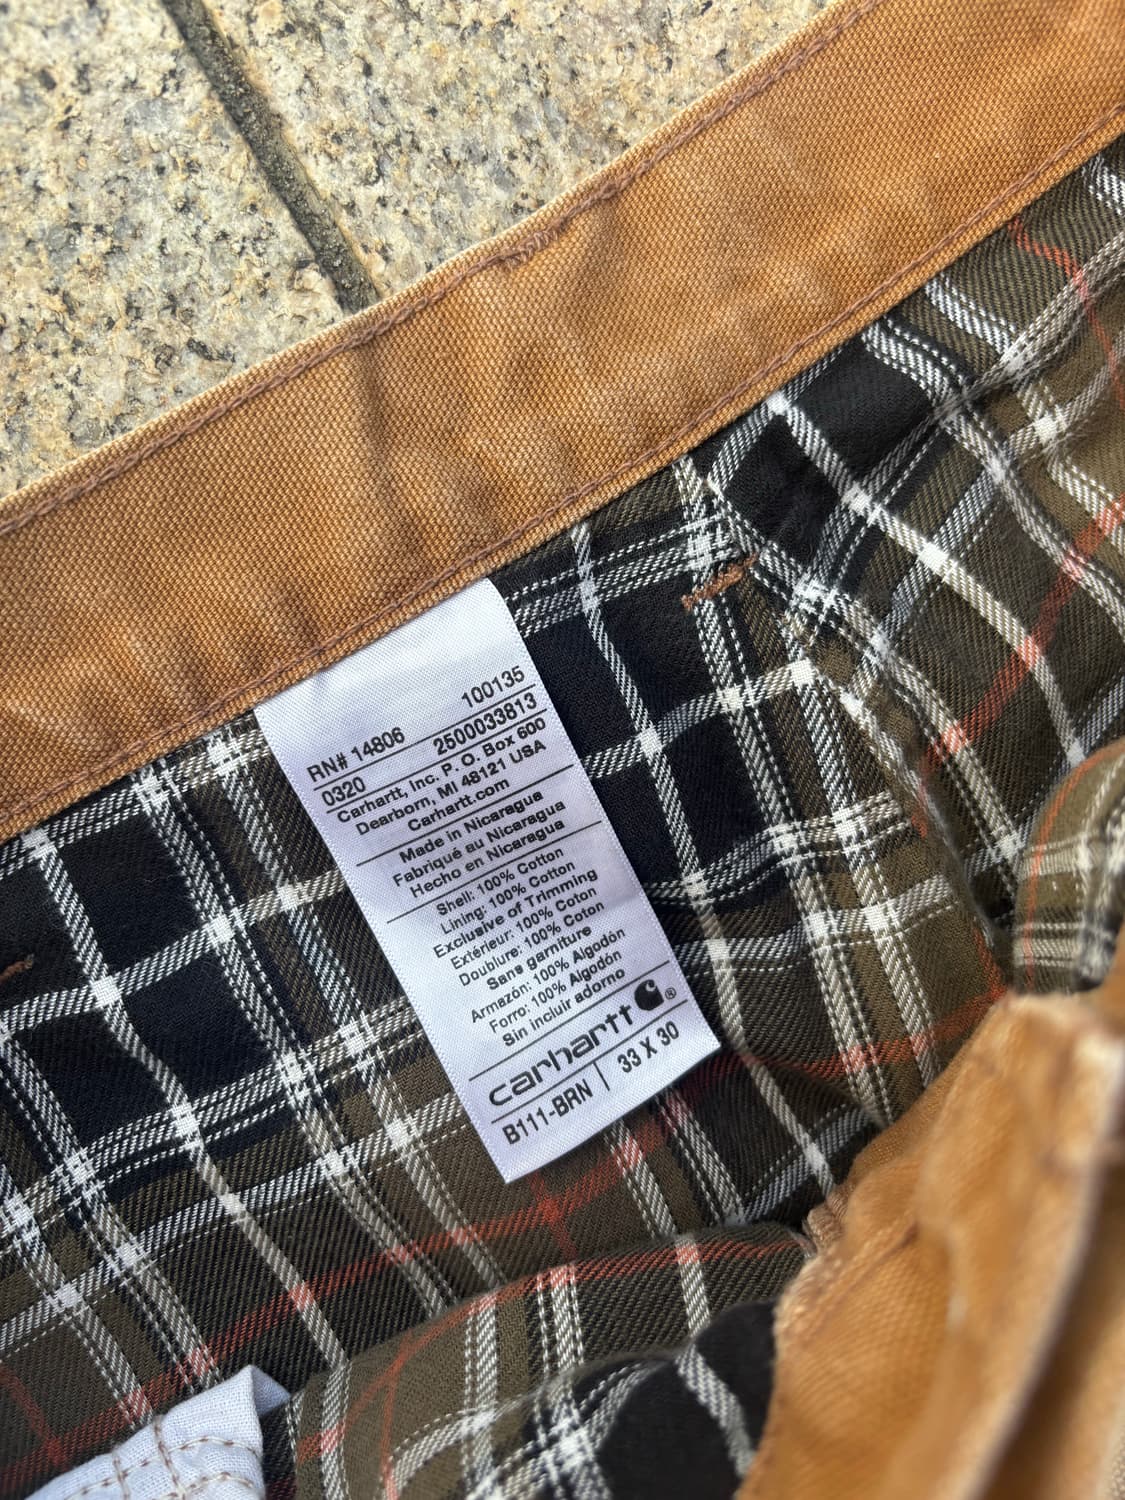 RN# 14806 100135
0320 2500033813
Carhartt, Inc. P. O. Box 600
Dearborn, MI 48121 USA
Carhartt.com
Made in Nicaragua
Fabriqué au Nicaragua
Hecho en Nicaragua
Shell: 100% Cotton
Lining: 100% Cotton
Exclusive of Trimming
Extérieur: 100% Coton
Doublure: 100% Coton
Sans garniture
Armazón: 100% Algodón
Forro: 100% Algodón
Sin incluir adorno
carhartt ®
B111-BRN | 33 X 30